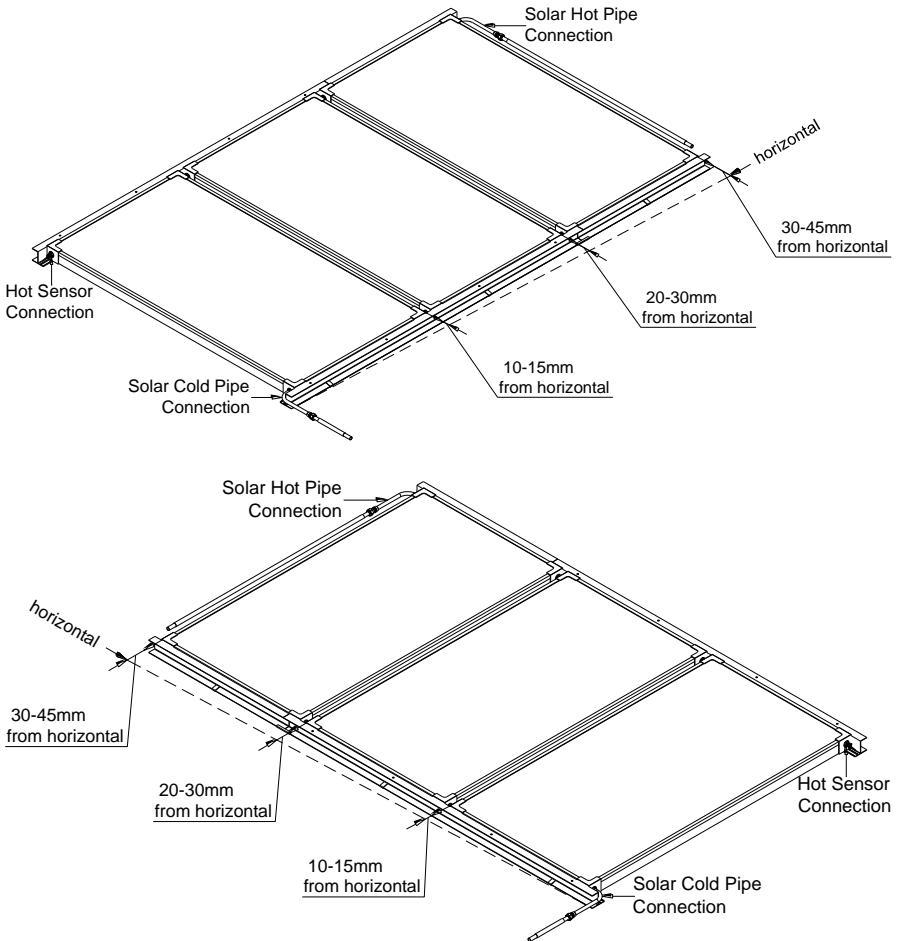 Solar Hot Pipe
Connection
horizontal
30-45mm
from horizontal
20-30mm
from horizontal
Hot Sensor
Connection
10-15mm
from horizontal
Solar Cold Pipe
Connection
Solar Hot Pipe
Connection
horizontal
30-45mm
from horizontal
20-30mm
from horizontal
Hot Sensor
Connection
10-15mm
from horizontal
Solar Cold Pipe
Connection